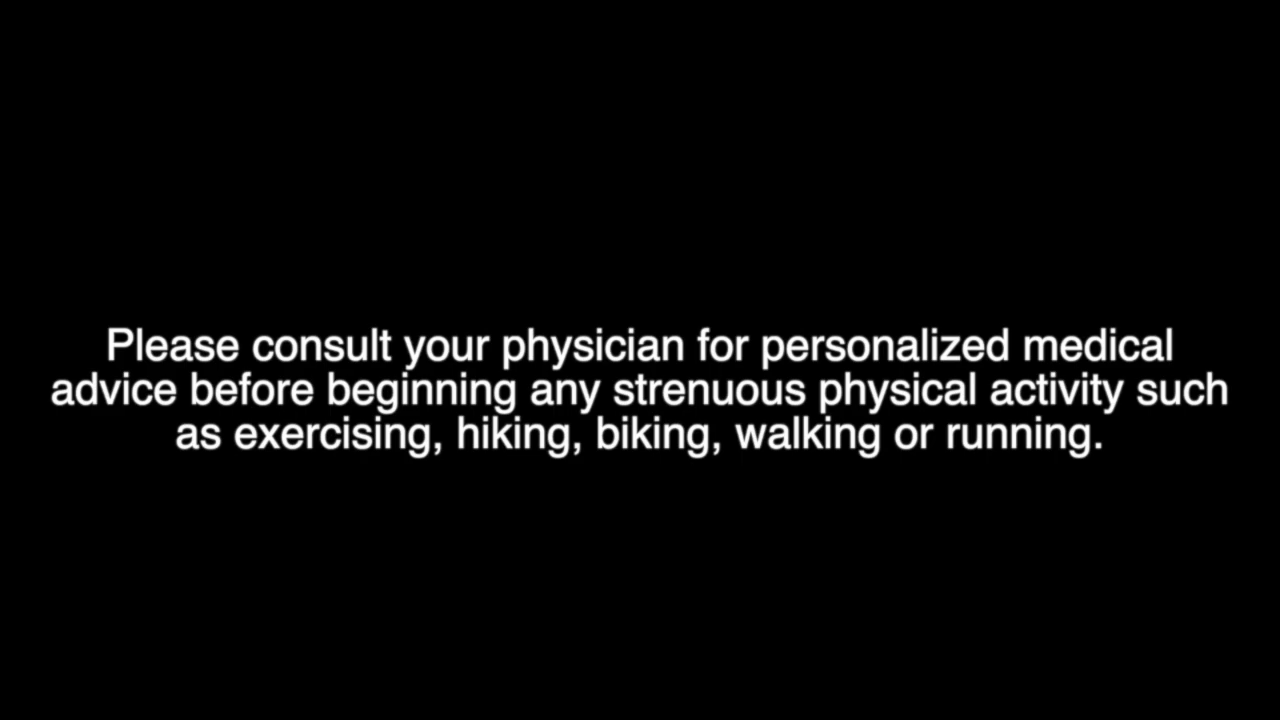 Please consult your physician for personalized medical
advice before beginning any strenuous physical activity such
as exercising, hiking, biking, walking or running.